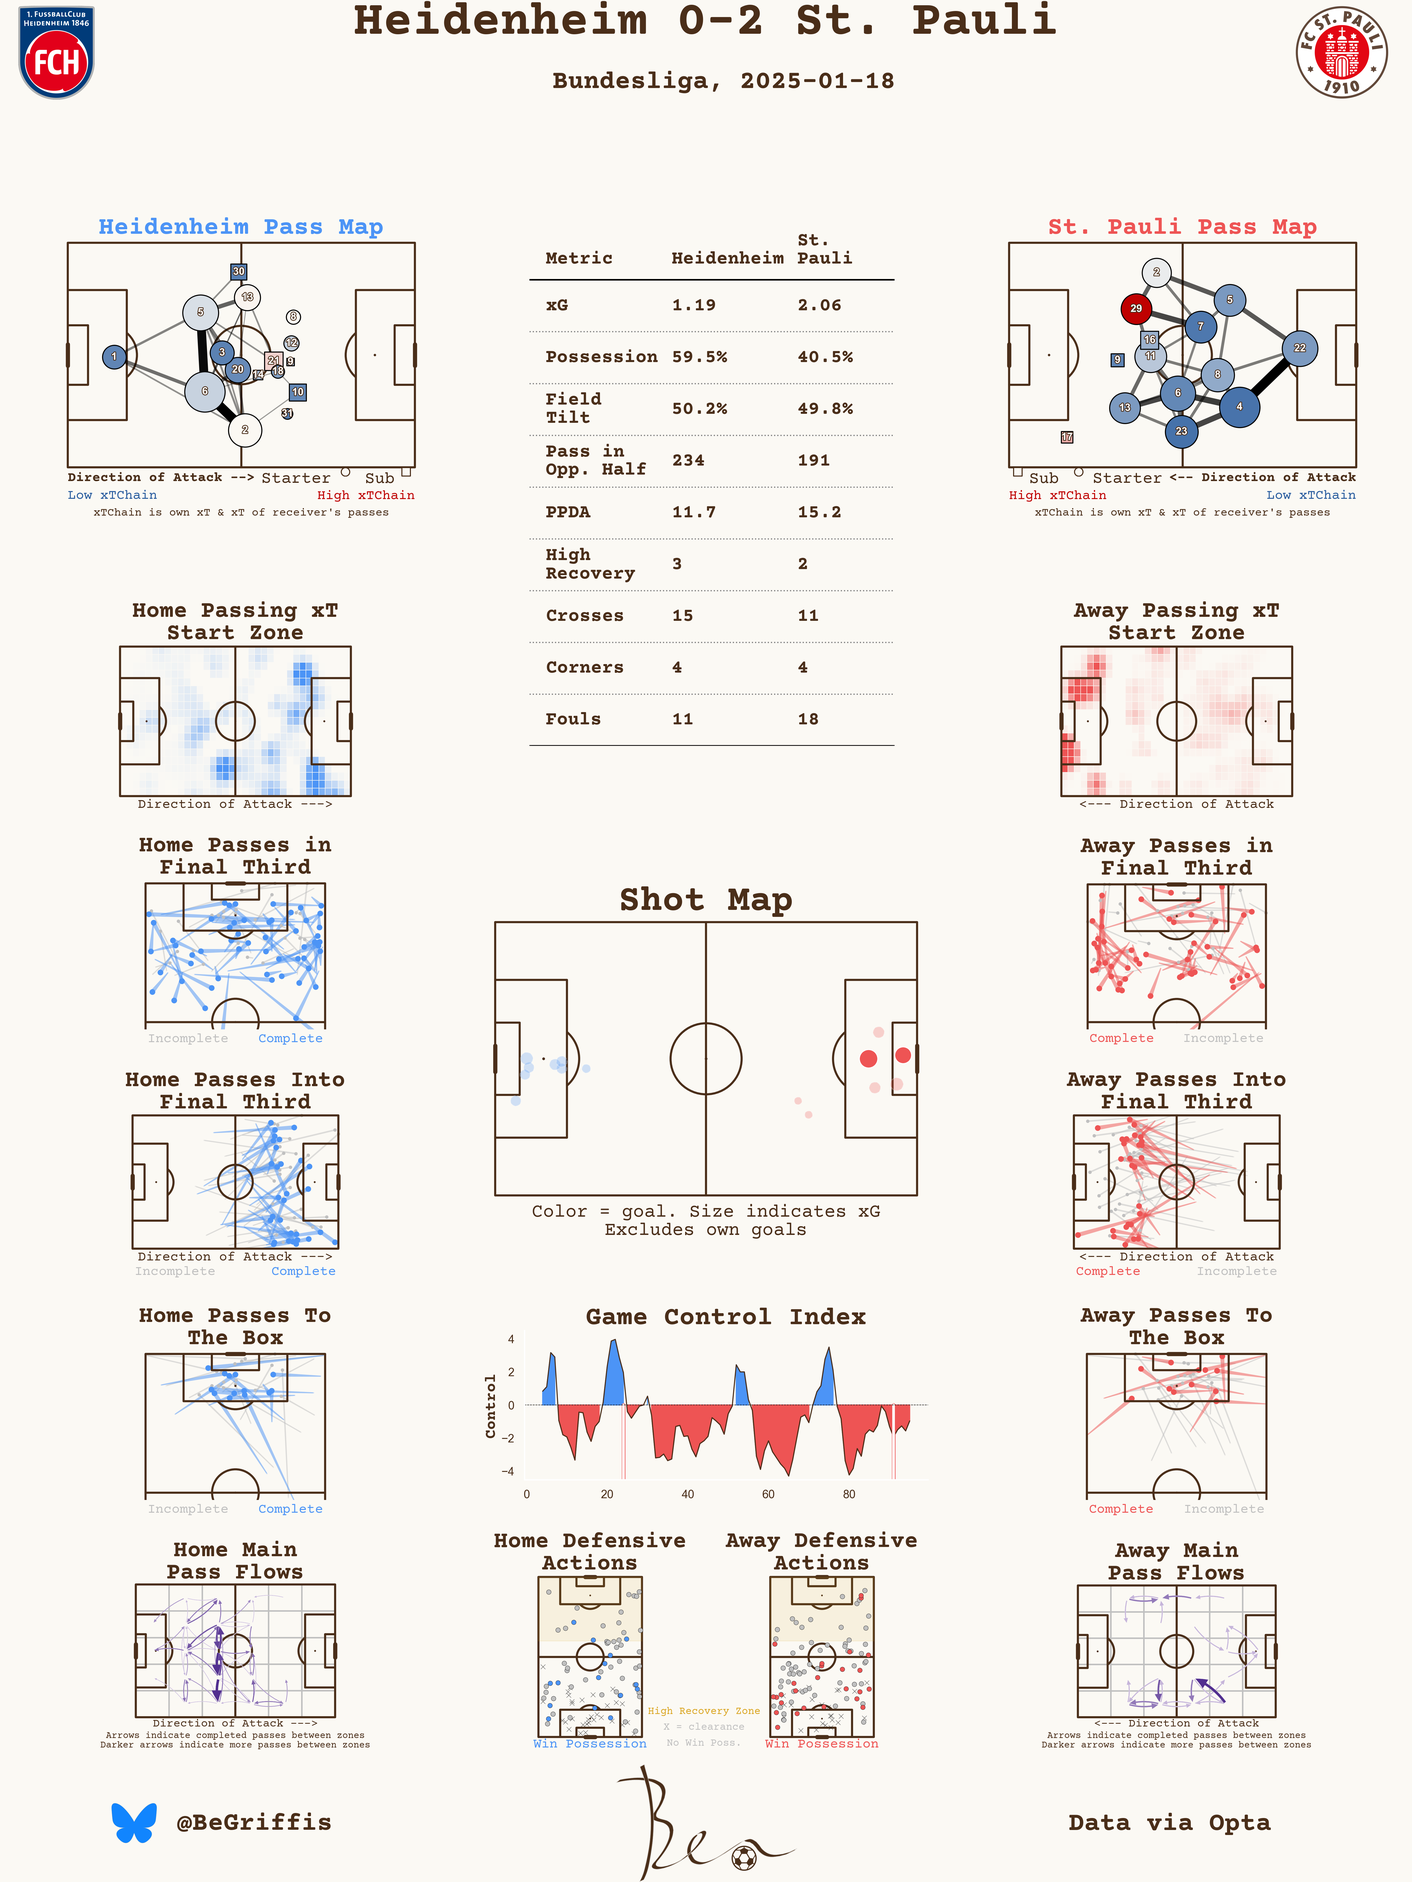 1. FUSSBALLCLUB
HEIDENHEIM 1846
FCH
Heidenheim 0-2 St. Pauli
Bundesliga, 2025-01-18
FC ST. PAULI
1910
Heidenheim Pass Map
30
13
5
8
12
3
1
21
9
20
18
14
10
6
31
2
Direction of Attack --> Starter Sub
Low xTChain High xTChain
xTChain is own xT & xT of receiver's passes
Metric Heidenheim St. Pauli
xG 1.19 2.06
Possession 59.5% 40.5%
Field Tilt 50.2% 49.8%
Pass in Opp. Half 234 191
PPDA 11.7 15.2
High Recovery 3 2
Crosses 15 11
Corners 4 4
Fouls 11 18
St. Pauli Pass Map
2
5
29
7
16
22
9
11
8
6
13
4
23
17
Sub Starter <-- Direction of Attack
High xTChain Low xTChain
xTChain is own xT & xT of receiver's passes
Home Passing xT
Start Zone
Direction of Attack --->
Away Passing xT
Start Zone
<--- Direction of Attack
Home Passes in
Final Third
Incomplete Complete
Away Passes in
Final Third
Complete Incomplete
Shot Map
Color = goal. Size indicates xG
Excludes own goals
Home Passes Into
Final Third
Direction of Attack --->
Incomplete Complete
Away Passes Into
Final Third
<--- Direction of Attack
Complete Incomplete
Home Passes To
The Box
Incomplete Complete
Game Control Index
Control
4
2
0
−2
−4
0 20 40 60 80
Away Passes To
The Box
Complete Incomplete
Home Main
Pass Flows
Direction of Attack --->
Arrows indicate completed passes between zones
Darker arrows indicate more passes between zones
Home Defensive
Actions
Win Possession
High Recovery Zone
X = clearance
No Win Poss.
Away Defensive
Actions
Win Possession
Away Main
Pass Flows
<--- Direction of Attack
Arrows indicate completed passes between zones
Darker arrows indicate more passes between zones
@BeGriffis
Ben
Data via Opta